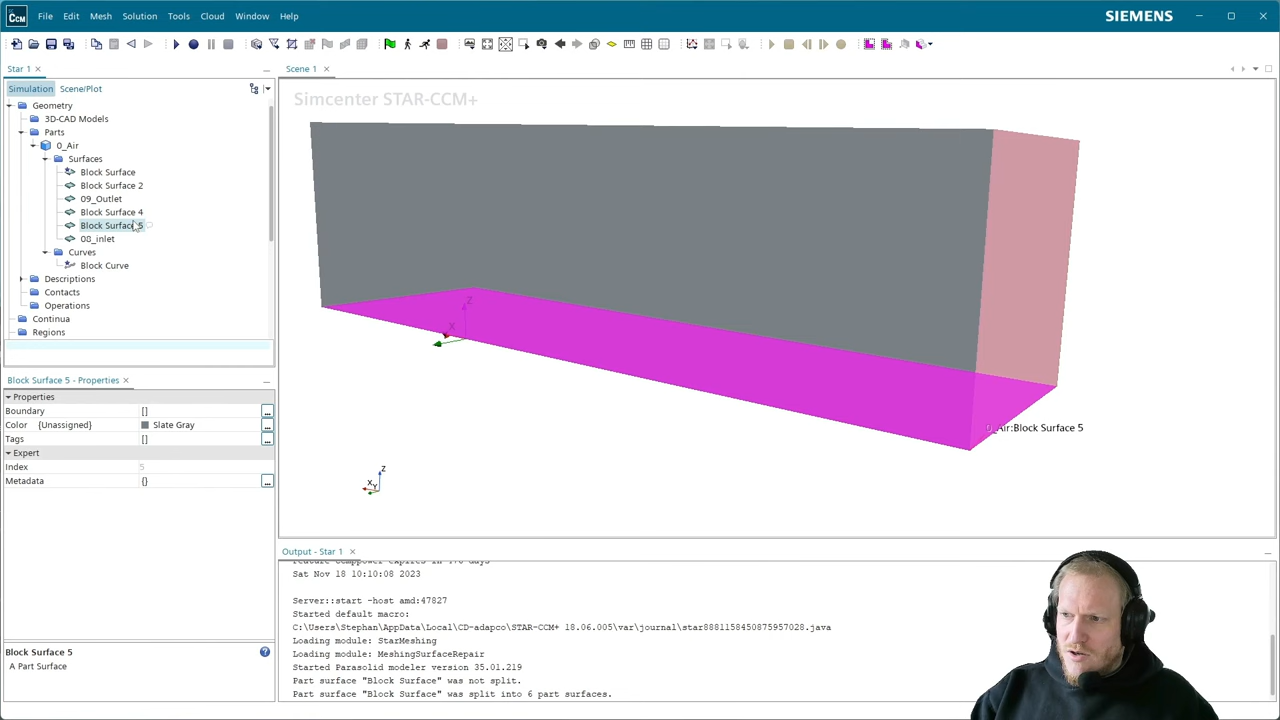 CCM
File Edit Mesh Solution Tools Cloud Window Help
SIEMENS
Star 1
Scene 1
Simulation Scene/Plot
Simcenter STAR-CCM+
Geometry
3D-CAD Models
Parts
0_Air
Surfaces
Block Surface
Block Surface 2
09_Outlet
Block Surface 4
Block Surface 5
08_inlet
Curves
Block Curve
Descriptions
Contacts
Operations
Continua
Regions
Z
X
0_Air:Block Surface 5
Z
X
Y
Block Surface 5 - Properties
Properties
Boundary []
Color {Unassigned} Slate Gray
Tags []
Expert
Index 5
Metadata {}
Block Surface 5
A Part Surface
Output - Star 1
Sat Nov 18 10:10:08 2023
Server::start -host amd:47827
Started default macro:
C:\Users\Stephan\AppData\Local\CD-adapco\STAR-CCM+ 18.06.005\var\journal\star8881158450875957028.java
Loading module: StarMeshing
Loading module: MeshingSurfaceRepair
Started Parasolid modeler version 35.01.219
Part surface "Block Surface" was not split.
Part surface "Block Surface" was split into 6 part surfaces.